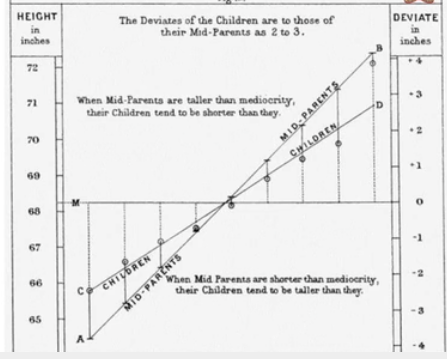 HEIGHT
in
inches
The Deviates of the Children are to those of
their Mid-Parents as 2 to 3.
DEVIATE
in
inches
72
71
70
69
68
67
66
65
When Mid-Parents are taller than mediocrity,
their Children tend to be shorter than they.
MID-PARENTS
CHILDREN
B
D
M
C
A
CHILDREN
MID-PARENTS
When Mid Parents are shorter than mediocrity,
their Children tend to be taller than they.
+4
+3
+2
+1
0
-1
-2
-3
-4